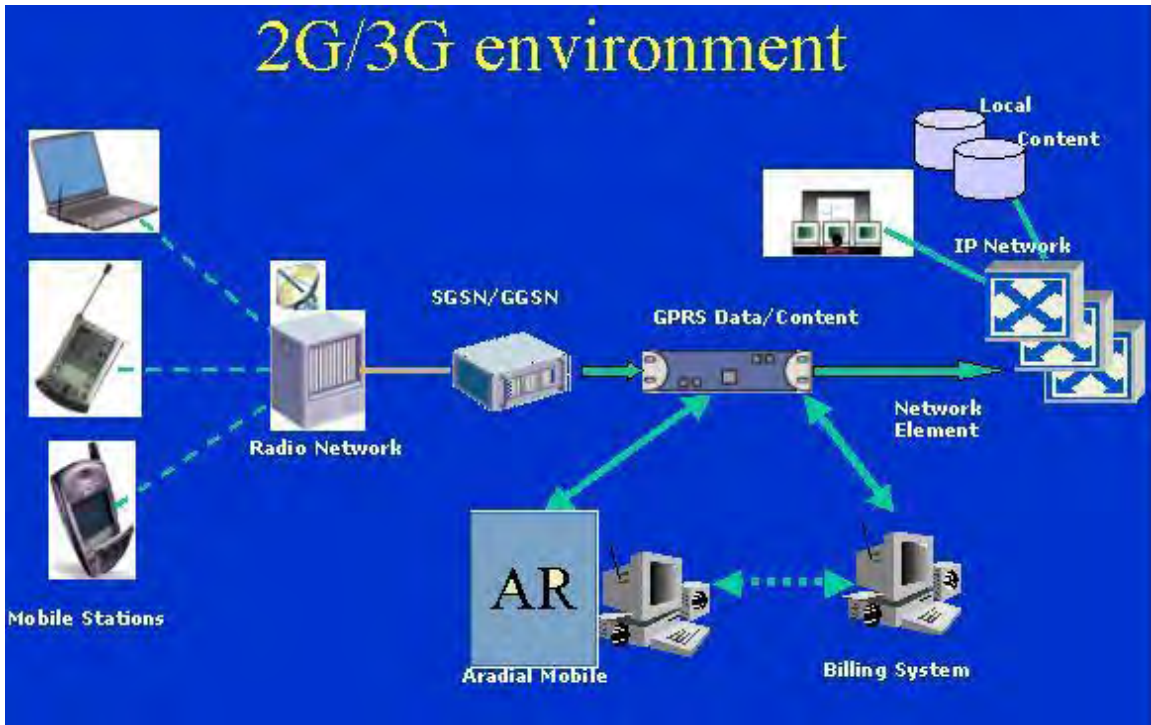 2G/3G environment
Local
Content
IP Network
SGSN/GGSN
GPRS Data/Content
Network
Element
Radio Network
AR
Mobile Stations
Aradial Mobile
Billing System